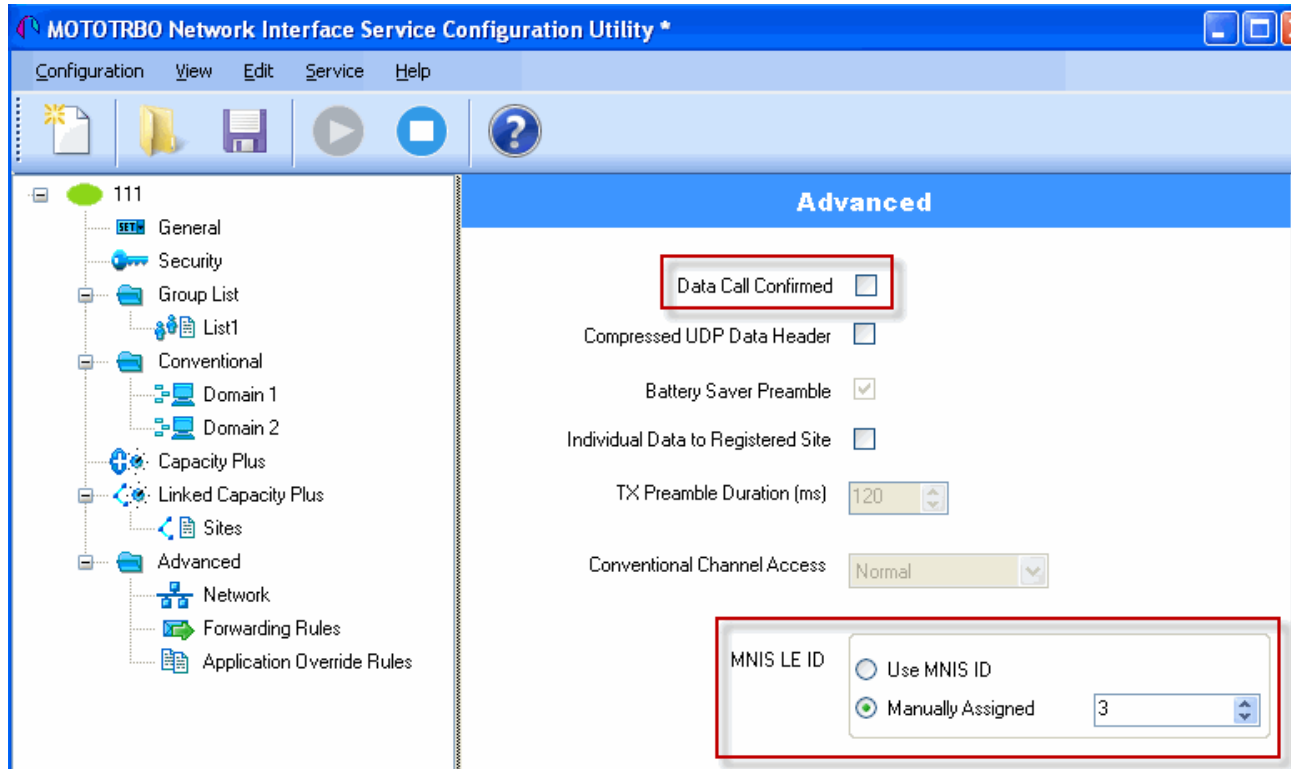 MOTOTRBO Network Interface Service Configuration Utility *
Configuration View Edit Service Help
111
SET
General
Security
Group List
List1
Conventional
Domain 1
Domain 2
Capacity Plus
Linked Capacity Plus
Sites
Advanced
Network
Forwarding Rules
Application Override Rules
Advanced
Data Call Confirmed
Compressed UDP Data Header
Battery Saver Preamble
Individual Data to Registered Site
TX Preamble Duration (ms) 120
Conventional Channel Access Normal
MNIS LE ID
Use MNIS ID
Manually Assigned 3